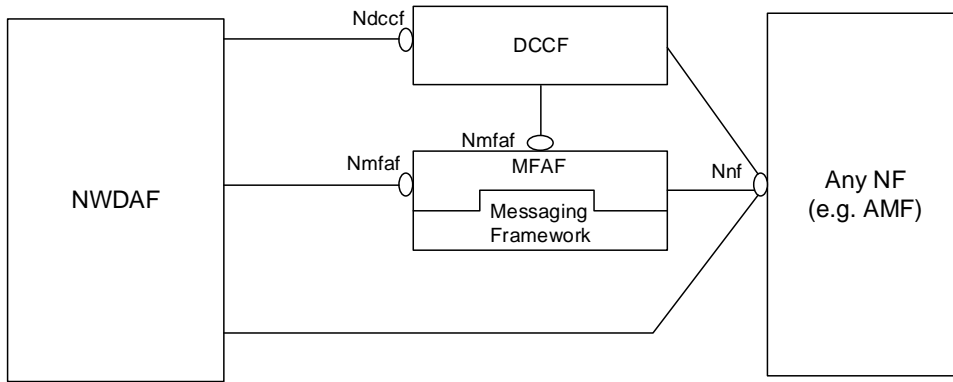 Ndccf
DCCF
Nmfaf
Nmfaf
MFAF
Nnf
NWDAF
Messaging
Framework
Any NF
(e.g. AMF)